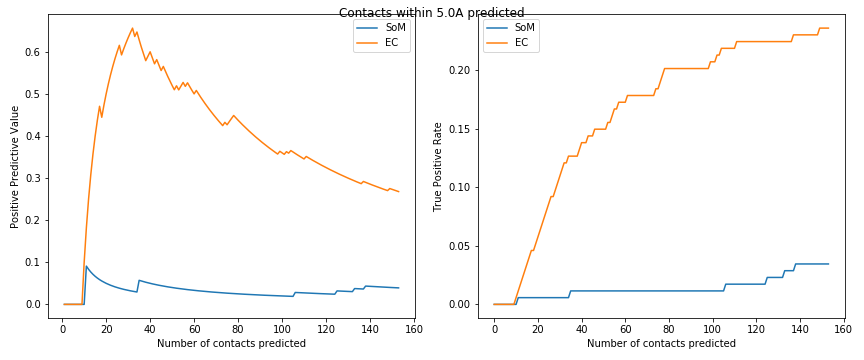 Contacts within 5.0A predicted
SoM
EC
Positive Predictive Value
0.6
0.5
0.4
0.3
0.2
0.1
0.0
0 20 40 60 80 100 120 140 160
Number of contacts predicted
SoM
EC
True Positive Rate
0.20
0.15
0.10
0.05
0.00
0 20 40 60 80 100 120 140 160
Number of contacts predicted